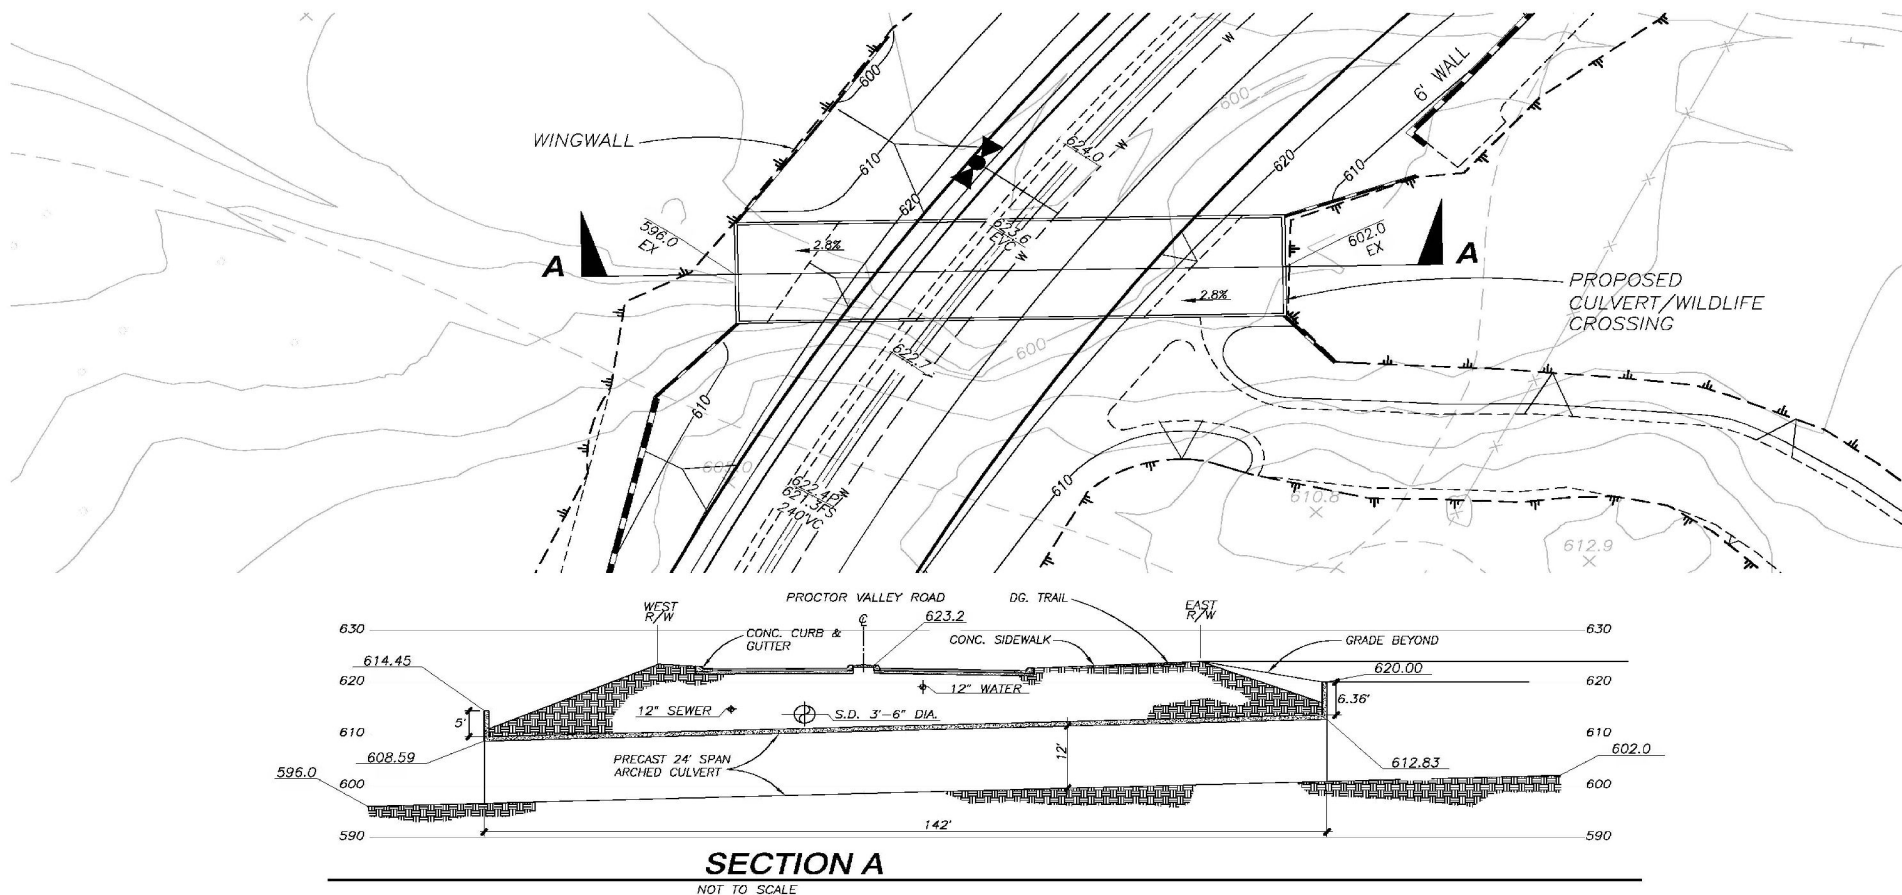 WINGWALL
600
610
620
596.0
EX
2.8%
624.0
623.6
EVC
W
W
W
600
6' WALL
620
610
602.0
EX
A
A
2.8%
PROPOSED
CULVERT/WILDLIFE
CROSSING
600
622.7
610
622.4PI
621.3FS
240'VC
W
610
610.8
612.9
WEST
R/W
PROCTOR VALLEY ROAD
DG. TRAIL
EAST
R/W
630
CONC. CURB &
GUTTER
623.2
CONC. SIDEWALK
GRADE BEYOND
630
614.45
620.00
620
620
12" WATER
6.36'
5'
12" SEWER
S.D. 3'-6" DIA.
610
610
608.59
PRECAST 24' SPAN
ARCHED CULVERT
12'
612.83
602.0
596.0
600
600
590
142'
590
SECTION A
NOT TO SCALE